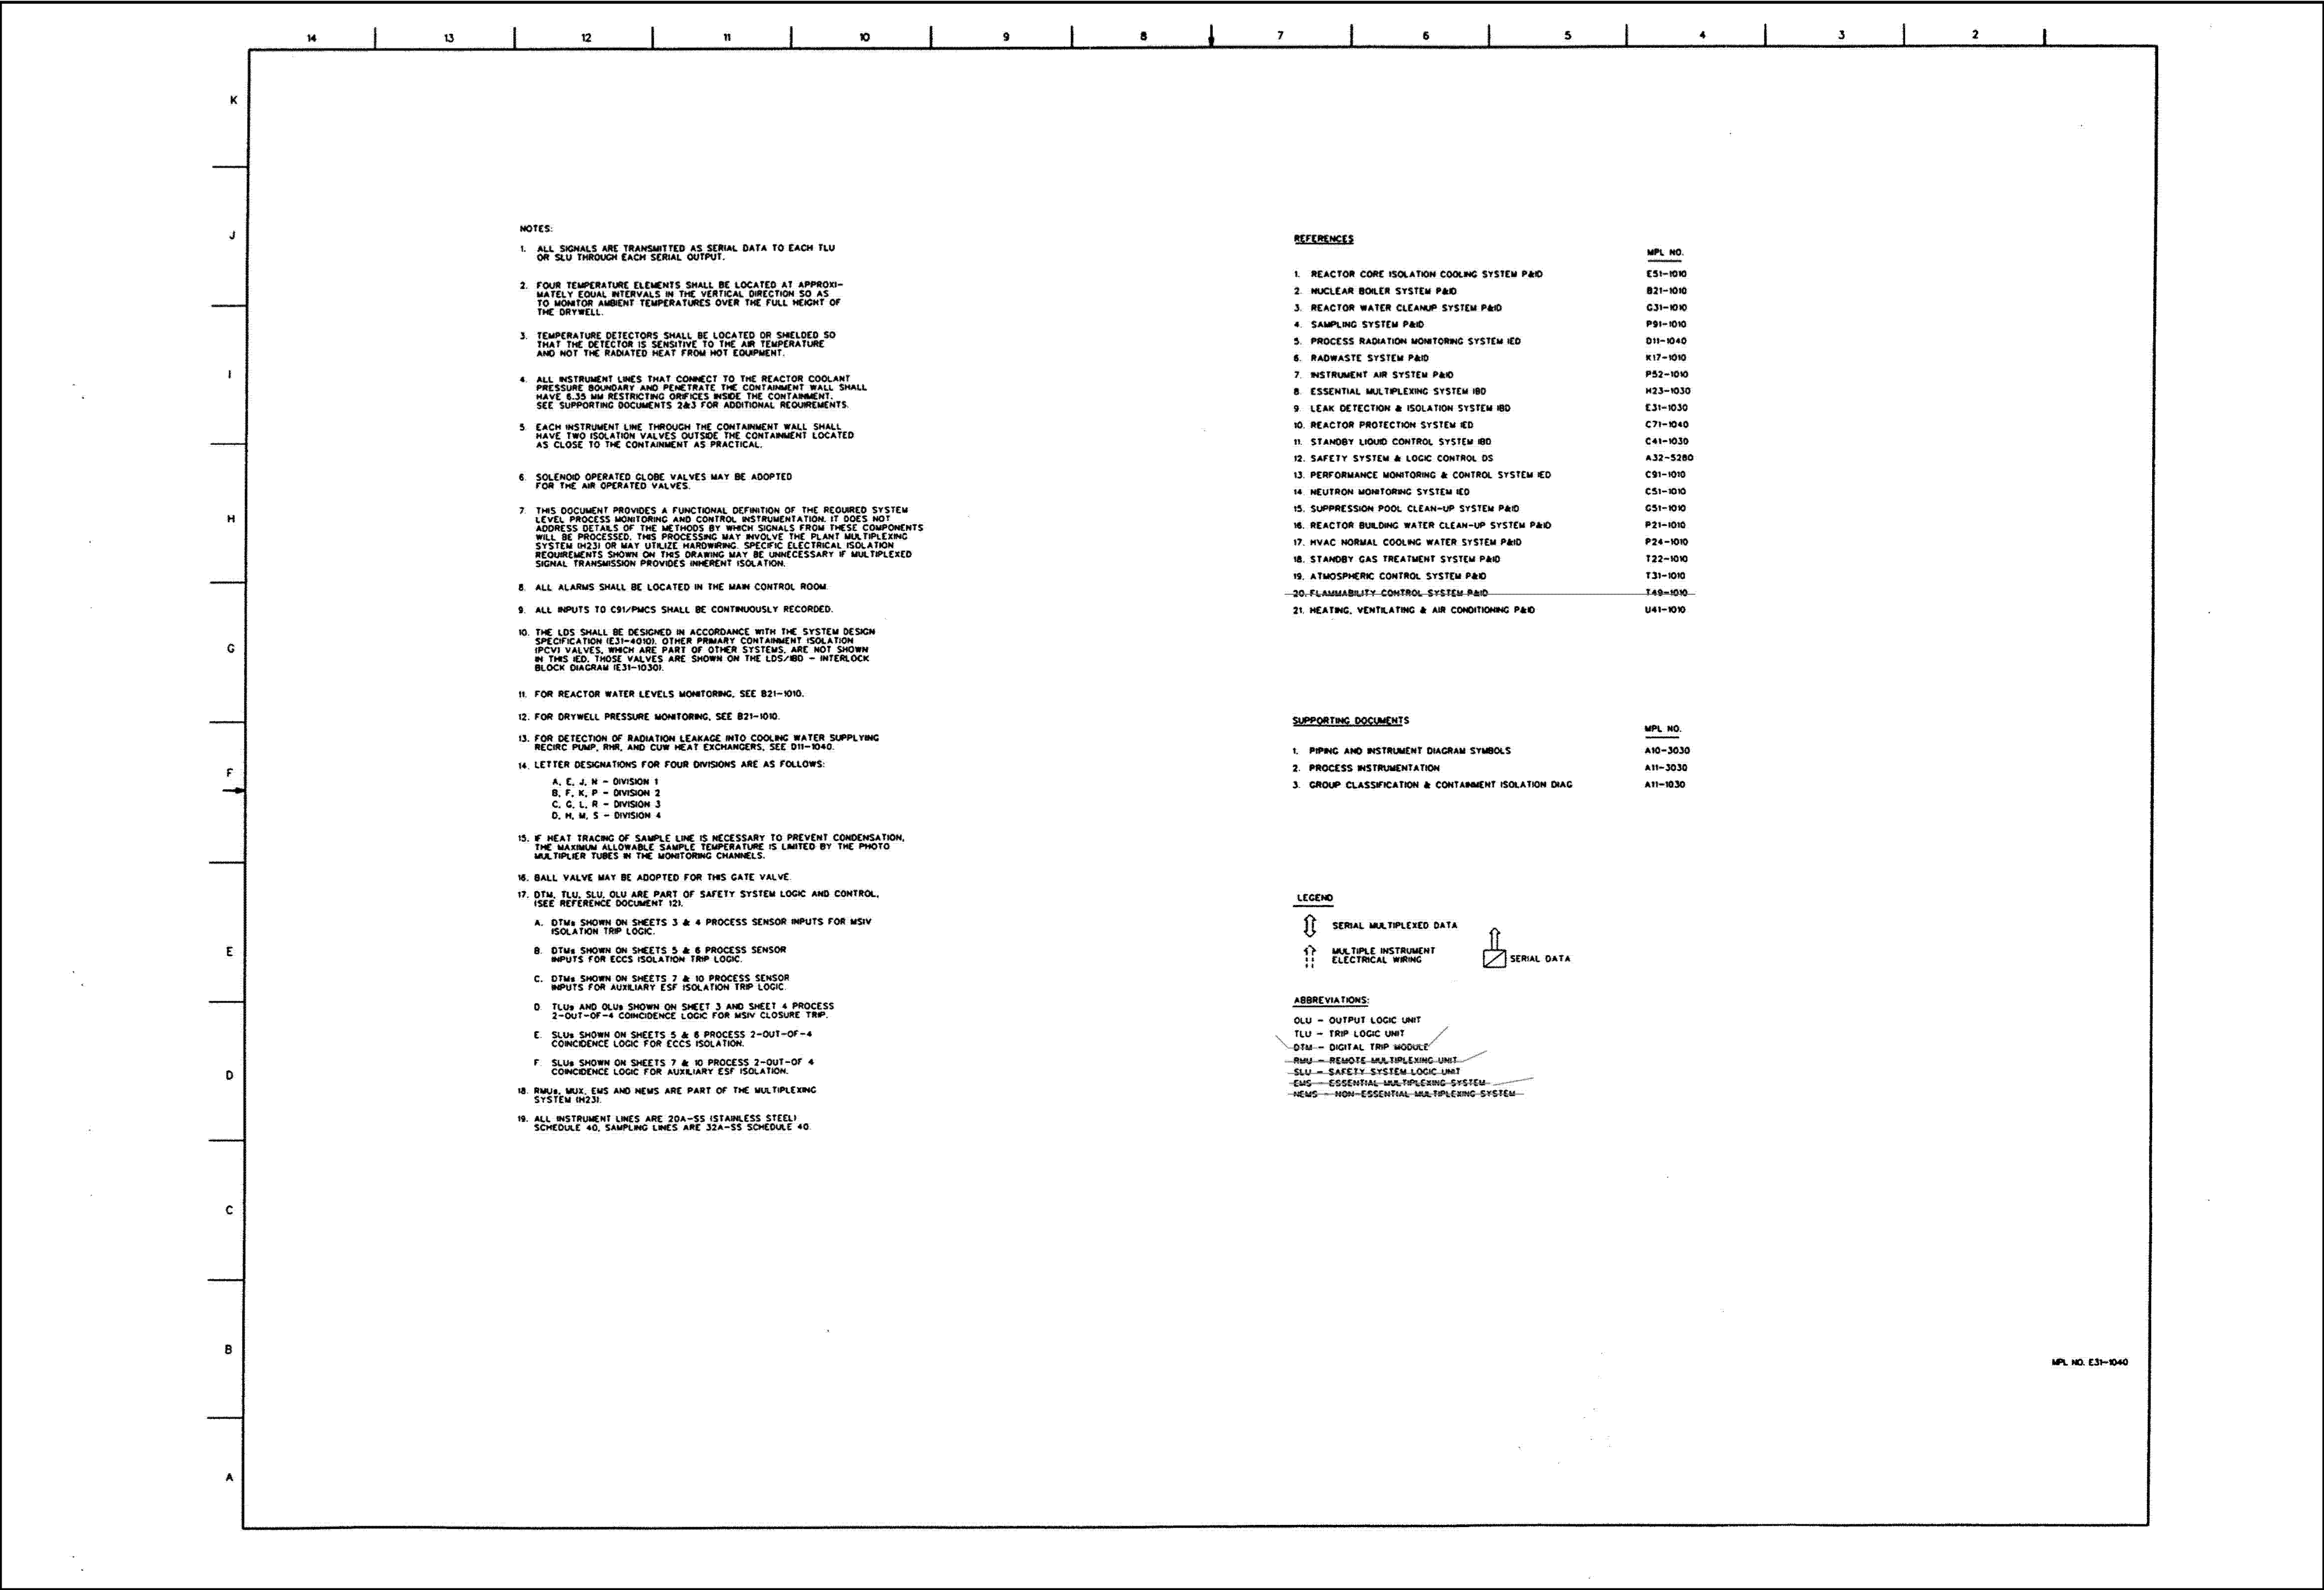 14 13 12 11 10 9 8 7 6 5 4 3 2
K
J
I
H
G
F
E
D
C
B
A
NOTES:
1. ALL SIGNALS ARE TRANSMITTED AS SERIAL DATA TO EACH TLU
OR SLU THROUGH EACH SERIAL OUTPUT.
2. FOUR TEMPERATURE ELEMENTS SHALL BE LOCATED AT APPROXI-
MATELY EQUAL INTERVALS IN THE VERTICAL DIRECTION SO AS
TO MONITOR AMBIENT TEMPERATURES OVER THE FULL HEIGHT OF
THE DRYWELL.
3. TEMPERATURE DETECTORS SHALL BE LOCATED OR SHIELDED SO
THAT THE DETECTOR IS SENSITIVE TO THE AIR TEMPERATURE
AND NOT THE RADIATED HEAT FROM HOT EQUIPMENT.
4. ALL INSTRUMENT LINES THAT CONNECT TO THE REACTOR COOLANT
PRESSURE BOUNDARY AND PENETRATE THE CONTAINMENT WALL SHALL
HAVE 6.35 MM RESTRICTING ORIFICES INSIDE THE CONTAINMENT.
SEE SUPPORTING DOCUMENTS 2&3 FOR ADDITIONAL REQUIREMENTS.
5. EACH INSTRUMENT LINE THROUGH THE CONTAINMENT WALL SHALL
HAVE TWO ISOLATION VALVES OUTSIDE THE CONTAINMENT LOCATED
AS CLOSE TO THE CONTAINMENT AS PRACTICAL.
6. SOLENOID OPERATED GLOBE VALVES MAY BE ADOPTED
FOR THE AIR OPERATED VALVES.
7. THIS DOCUMENT PROVIDES A FUNCTIONAL DEFINITION OF THE REQUIRED SYSTEM
LEVEL PROCESS MONITORING AND CONTROL INSTRUMENTATION. IT DOES NOT
ADDRESS DETAILS OF THE METHODS BY WHICH SIGNALS FROM THESE COMPONENTS
WILL BE PROCESSED. THIS PROCESSING MAY INVOLVE THE PLANT MULTIPLEXING
SYSTEM (H23) OR MAY UTILIZE HARDWIRING. SPECIFIC ELECTRICAL ISOLATION
REQUIREMENTS SHOWN ON THIS DRAWING MAY BE UNNECESSARY IF MULTIPLEXED
SIGNAL TRANSMISSION PROVIDES INHERENT ISOLATION.
8. ALL ALARMS SHALL BE LOCATED IN THE MAIN CONTROL ROOM.
9. ALL INPUTS TO C91/PMCS SHALL BE CONTINUOUSLY RECORDED.
10. THE LDS SHALL BE DESIGNED IN ACCORDANCE WITH THE SYSTEM DESIGN
SPECIFICATION (E31-4010). OTHER PRIMARY CONTAINMENT ISOLATION
(PCV) VALVES, WHICH ARE PART OF OTHER SYSTEMS, ARE NOT SHOWN
IN THIS IED. THOSE VALVES ARE SHOWN ON THE LDS/IBD - INTERLOCK
BLOCK DIAGRAM (E31-1030).
11. FOR REACTOR WATER LEVELS MONITORING, SEE B21-1010.
12. FOR DRYWELL PRESSURE MONITORING, SEE B21-1010.
13. FOR DETECTION OF RADIATION LEAKAGE INTO COOLING WATER SUPPLYING
RECIRC PUMP, RHR, AND CUW HEAT EXCHANGERS, SEE D11-1040.
14. LETTER DESIGNATIONS FOR FOUR DIVISIONS ARE AS FOLLOWS:
A, E, J, N - DIVISION 1
B, F, K, P - DIVISION 2
C, G, L, R - DIVISION 3
D, H, M, S - DIVISION 4
15. IF HEAT TRACING OF SAMPLE LINE IS NECESSARY TO PREVENT CONDENSATION,
THE MAXIMUM ALLOWABLE SAMPLE TEMPERATURE IS LIMITED BY THE PHOTO
MULTIPLIER TUBES IN THE MONITORING CHANNELS.
16. BALL VALVE MAY BE ADOPTED FOR THIS GATE VALVE.
17. DTM, TLU, SLU, OLU ARE PART OF SAFETY SYSTEM LOGIC AND CONTROL,
(SEE REFERENCE DOCUMENT 12).
A. DTMs SHOWN ON SHEETS 3 & 4 PROCESS SENSOR INPUTS FOR MSIV
ISOLATION TRIP LOGIC.
B. DTMs SHOWN ON SHEETS 5 & 6 PROCESS SENSOR
INPUTS FOR ECCS ISOLATION TRIP LOGIC.
C. DTMs SHOWN ON SHEETS 7 & 10 PROCESS SENSOR
INPUTS FOR AUXILIARY ESF ISOLATION TRIP LOGIC.
D. TLUs AND OLUs SHOWN ON SHEET 3 AND SHEET 4 PROCESS
2-OUT-OF-4 COINCIDENCE LOGIC FOR MSIV CLOSURE TRIP.
E. SLUs SHOWN ON SHEETS 5 & 6 PROCESS 2-OUT-OF-4
COINCIDENCE LOGIC FOR ECCS ISOLATION.
F. SLUs SHOWN ON SHEETS 7 & 10 PROCESS 2-OUT-OF 4
COINCIDENCE LOGIC FOR AUXILIARY ESF ISOLATION.
18. RMUs, MUX, EMS AND NEMS ARE PART OF THE MULTIPLEXING
SYSTEM (H23).
19. ALL INSTRUMENT LINES ARE 20A-SS (STAINLESS STEEL)
SCHEDULE 40, SAMPLING LINES ARE 32A-SS SCHEDULE 40.
REFERENCES
MPL NO.
1. REACTOR CORE ISOLATION COOLING SYSTEM P&ID E51-1010
2. NUCLEAR BOILER SYSTEM P&ID B21-1010
3. REACTOR WATER CLEANUP SYSTEM P&ID G31-1010
4. SAMPLING SYSTEM P&ID P91-1010
5. PROCESS RADIATION MONITORING SYSTEM IED D11-1040
6. RADWASTE SYSTEM P&ID K17-1010
7. INSTRUMENT AIR SYSTEM P&ID P52-1010
8. ESSENTIAL MULTIPLEXING SYSTEM IBD H23-1030
9. LEAK DETECTION & ISOLATION SYSTEM IBD E31-1030
10. REACTOR PROTECTION SYSTEM IED C71-1040
11. STANDBY LIQUID CONTROL SYSTEM IBD C41-1030
12. SAFETY SYSTEM & LOGIC CONTROL DS A32-5280
13. PERFORMANCE MONITORING & CONTROL SYSTEM IED C91-1010
14. NEUTRON MONITORING SYSTEM IED C51-1010
15. SUPPRESSION POOL CLEAN-UP SYSTEM P&ID G51-1010
16. REACTOR BUILDING WATER CLEAN-UP SYSTEM P&ID P21-1010
17. HVAC NORMAL COOLING WATER SYSTEM P&ID P24-1010
18. STANDBY GAS TREATMENT SYSTEM P&ID T22-1010
19. ATMOSPHERIC CONTROL SYSTEM P&ID T31-1010
20. FLAMMABILITY CONTROL SYSTEM P&ID T49-1010
21. HEATING, VENTILATING & AIR CONDITIONING P&ID U41-1010
SUPPORTING DOCUMENTS
MPL NO.
1. PIPING AND INSTRUMENT DIAGRAM SYMBOLS A10-3030
2. PROCESS INSTRUMENTATION A11-3030
3. GROUP CLASSIFICATION & CONTAINMENT ISOLATION DIAG A11-1030
LEGEND
SERIAL MULTIPLEXED DATA
MULTIPLE INSTRUMENT
ELECTRICAL WIRING
SERIAL DATA
ABBREVIATIONS:
OLU - OUTPUT LOGIC UNIT
TLU - TRIP LOGIC UNIT
DTM - DIGITAL TRIP MODULE
RMU - REMOTE MULTIPLEXING UNIT
SLU - SAFETY SYSTEM LOGIC UNIT
EMS - ESSENTIAL MULTIPLEXING SYSTEM
NEMS - NON-ESSENTIAL MULTIPLEXING SYSTEM
MPL NO. E31-1040